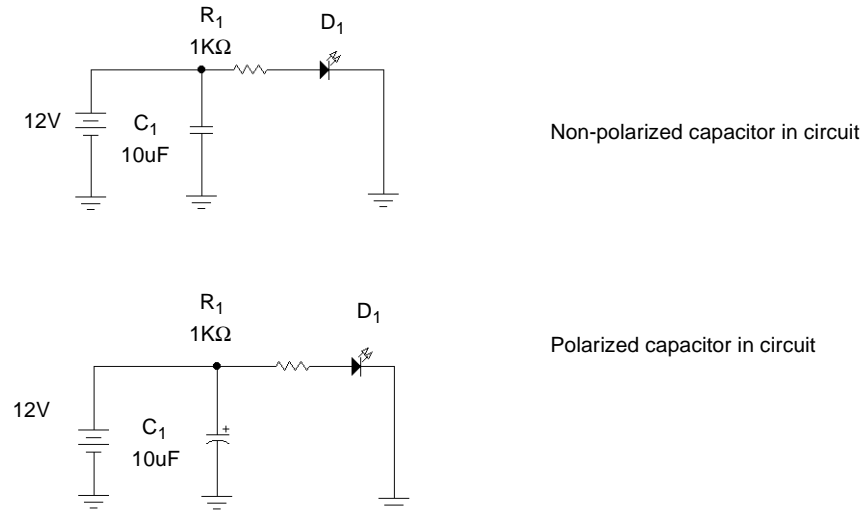 R₁
D₁
1KΩ
12V
C₁
10uF
Non-polarized capacitor in circuit
R₁
D₁
1KΩ
Polarized capacitor in circuit
12V
C₁
+
10uF